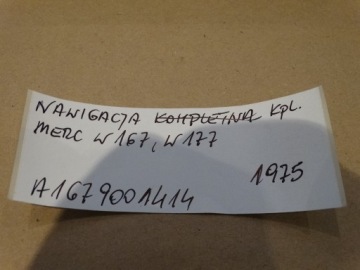 NAWIGACJA KOMPLETNA KPL.
MERC W167, W177
1975
A1679001414